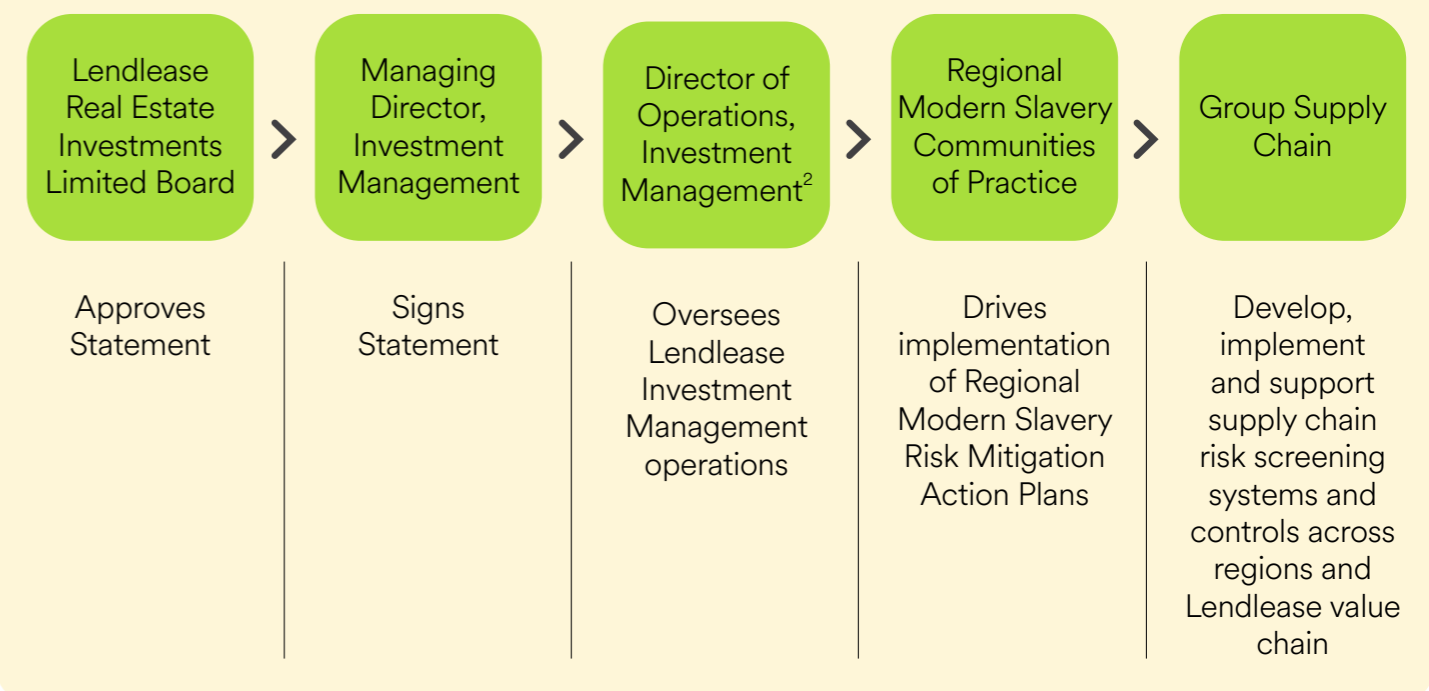 Lendlease
Real Estate
Investments
Limited Board
Managing
Director,
Investment
Management
Director of
Operations,
Investment
Management²
Regional
Modern Slavery
Communities
of Practice
Group Supply
Chain
Approves
Statement
Signs
Statement
Oversees
Lendlease
Investment
Management
operations
Drives
implementation
of Regional
Modern Slavery
Risk Mitigation
Action Plans
Develop,
implement
and support
supply chain
risk screening
systems and
controls across
regions and
Lendlease value
chain